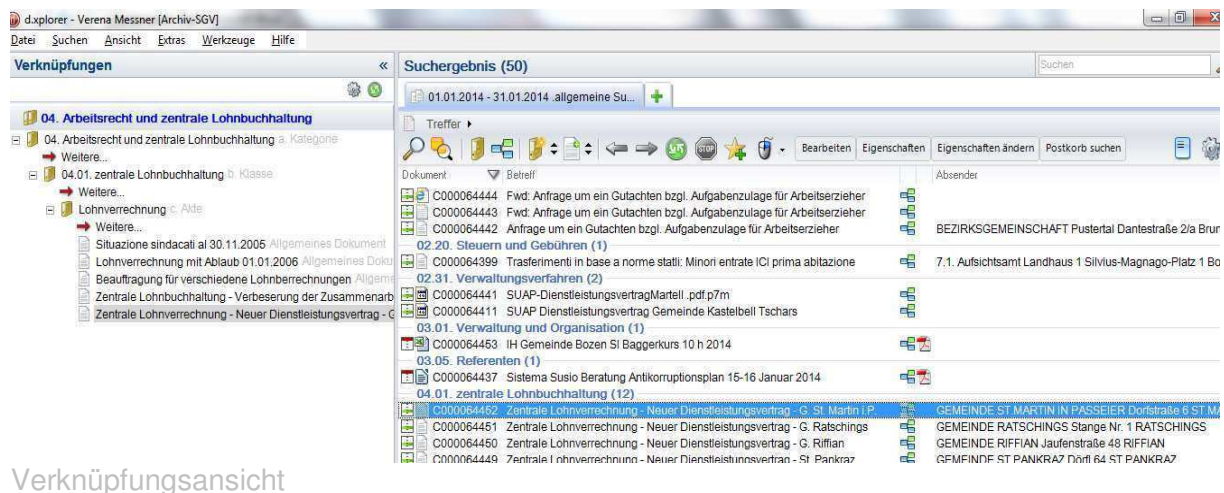 d.xplorer - Verena Messner [Archiv-SGV]
Datei Suchen Ansicht Extras Werkzeuge Hilfe
Verknüpfungen «
04. Arbeitsrecht und zentrale Lohnbuchhaltung
04. Arbeitsrecht und zentrale Lohnbuchhaltung a. Kategorie
Weitere...
04.01. zentrale Lohnbuchhaltung b. Klasse
Weitere...
Lohnverrechnung c. Akte
Weitere...
Situazione sindacati al 30.11.2005 Allgemeines Dokument
Lohnverrechnung mit Ablaub 01.01.2006 Allgemeines Doku
Beauftragung für verschiedene Lohnberrechnungen Allgeme
Zentrale Lohnbuchhaltung - Verbeserung der Zusammenarb
Zentrale Lohnverrechnung - Neuer Dienstleistungsvertrag - G
Suchergebnis (50) Suchen
01.01.2014 - 31.01.2014 .allgemeine Su...
Treffer
STOP Bearbeiten Eigenschaften Eigenschaften ändern Postkorb suchen
Dokument Betreff Absender
C000064444 Fwd: Anfrage um ein Gutachten bzgl. Aufgabenzulage für Arbeitserzieher
C000064443 Fwd: Anfrage um ein Gutachten bzgl. Aufgabenzulage für Arbeitserzieher
C000064442 Anfrage um ein Gutachten bzgl. Aufgabenzulage für Arbeitserzieher BEZIRKSGEMEINSCHAFT Pustertal Dantestraße 2/a Brun
02.20. Steuern und Gebühren (1)
C000064399 Trasferimenti in base a norme statli: Minori entrate ICI prima abitazione 7.1. Aufsichtsamt Landhaus 1 Silvius-Magnago-Platz 1 Bo
02.31. Verwaltungsverfahren (2)
C000064441 SUAP-DienstleistungsvertragMartell .pdf.p7m
C000064411 SUAP Dienstleistungsvertrag Gemeinde Kastelbell Tschars
03.01. Verwaltung und Organisation (1)
C000064453 IH Gemeinde Bozen SI Baggerkurs 10 h 2014
03.05. Referenten (1)
C000064437 Sistema Susio Beratung Antikorruptionsplan 15-16 Januar 2014
04.01. zentrale Lohnbuchhaltung (12)
C000064452 Zentrale Lohnverrechnung - Neuer Dienstleistungsvertrag - G. St. Martin i.P. GEMEINDE ST.MARTIN IN PASSEIER Dorfstraße 6 ST.MA
C000064451 Zentrale Lohnverrechnung - Neuer Dienstleistungsvertrag - G. Ratschings GEMEINDE RATSCHINGS Stange Nr. 1 RATSCHINGS
C000064450 Zentrale Lohnverrechnung - Neuer Dienstleistungsvertrag - G. Riffian GEMEINDE RIFFIAN Jaufenstraße 48 RIFFIAN
C000064449 Zentrale Lohnverrechnung - Neuer Dienstleistungsvertrag - St. Pankraz GEMEINDE ST.PANKRAZ Dörfl 64 ST.PANKRAZ
Verknüpfungsansicht